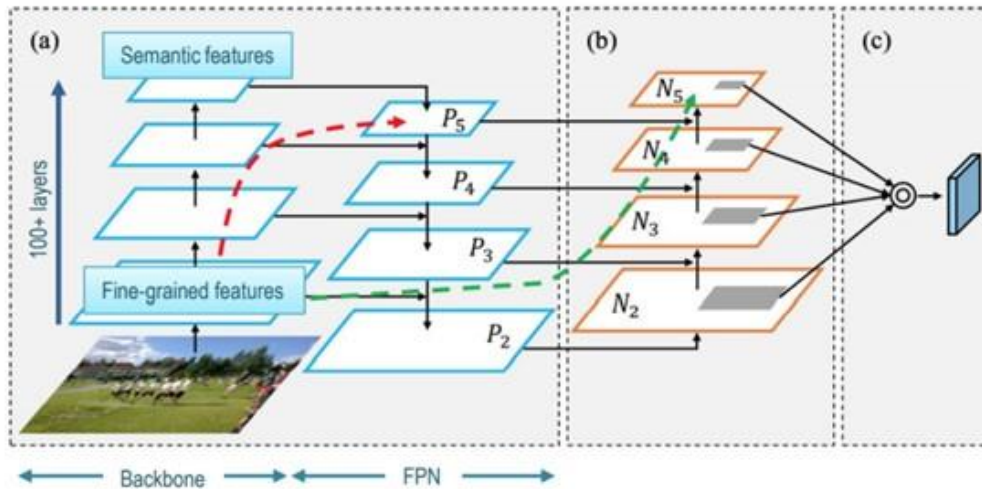 (a)
Semantic features
P₅
P₄
P₃
P₂
100+ layers
Fine-grained features
Backbone
FPN
(b)
N₅
N₄
N₃
N₂
(c)